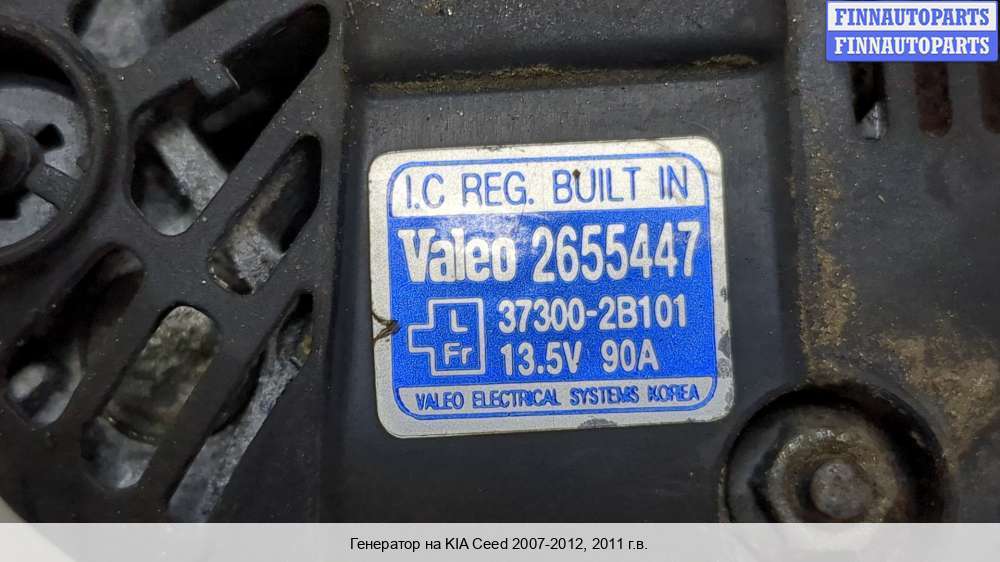 FINNAUTOPARTS
FINNAUTOPARTS
I.C REG. BUILT IN
Valeo 2655447
L
Fr
37300-2B101
13.5V 90A
VALEO ELECTRICAL SYSTEMS KOREA
Генератор на KIA Ceed 2007-2012, 2011 г.в.